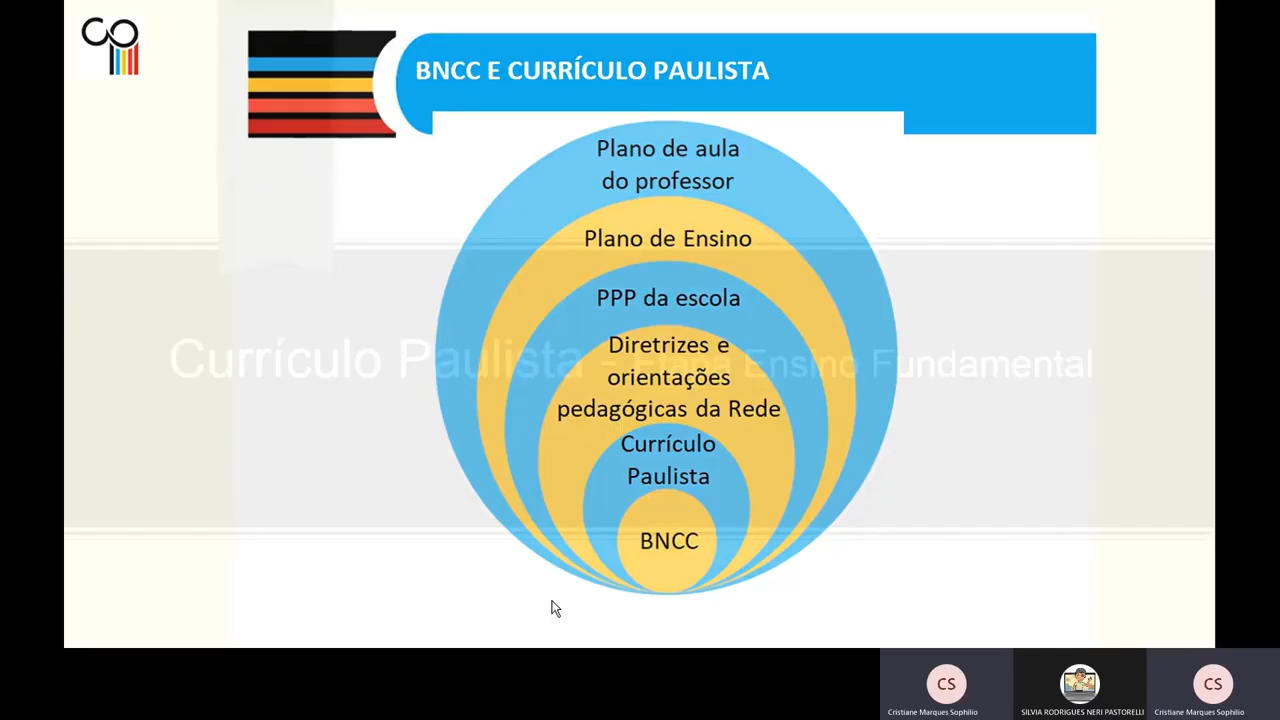 BNCC E CURRÍCULO PAULISTA
Plano de aula
do professor
Plano de Ensino
PPP da escola
Diretrizes e
orientações
pedagógicas da Rede
Currículo Paulista - Etapa Ensino Fundamental
Currículo
Paulista
BNCC
CS
CS
Cristiane Marques Sophilio
SILVIA RODRIGUES NERI PASTORELLI
Cristiane Marques Sophilio